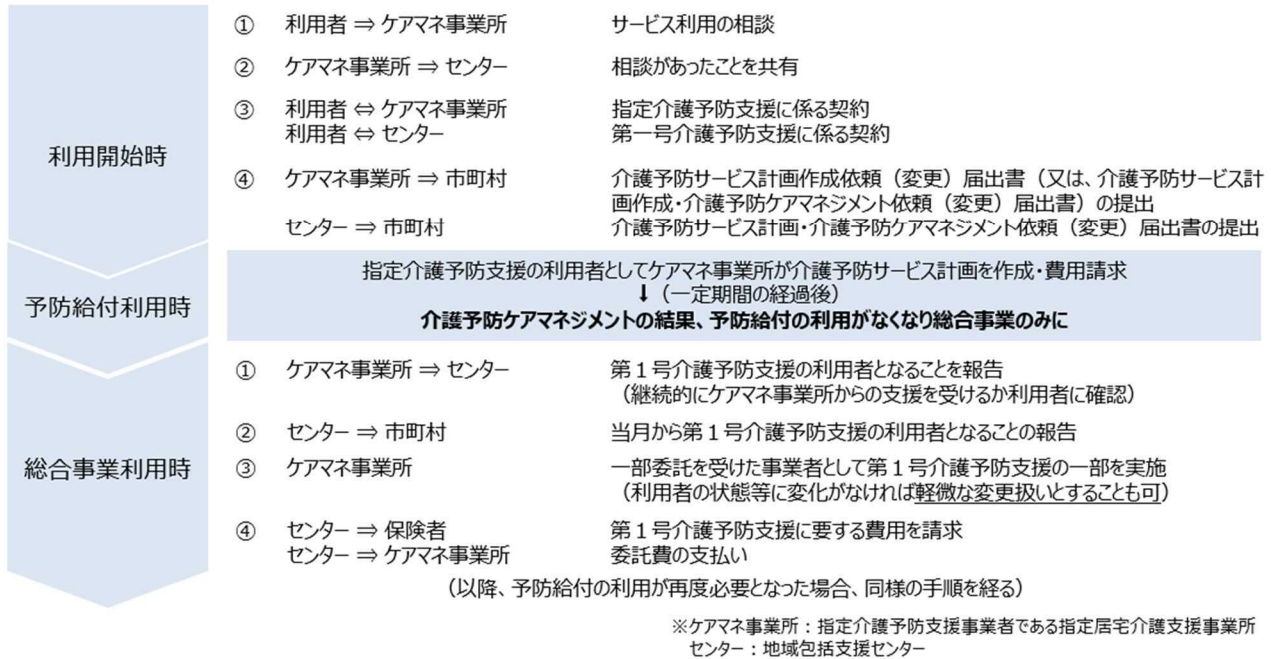 利用開始時
① 利用者 ⇒ ケアマネ事業所 サービス利用の相談
② ケアマネ事業所 ⇒ センター 相談があったことを共有
③ 利用者 ⇔ ケアマネ事業所 指定介護予防支援に係る契約
利用者 ⇔ センター 第一号介護予防支援に係る契約
④ ケアマネ事業所 ⇒ 市町村 介護予防サービス計画作成依頼（変更）届出書（又は、介護予防サービス計
画作成・介護予防ケアマネジメント依頼（変更）届出書）の提出
センター ⇒ 市町村 介護予防サービス計画・介護予防ケアマネジメント依頼（変更）届出書の提出
予防給付利用時
指定介護予防支援の利用者としてケアマネ事業所が介護予防サービス計画を作成・費用請求
⬇（一定期間の経過後）
介護予防ケアマネジメントの結果、予防給付の利用がなくなり総合事業のみに
総合事業利用時
① ケアマネ事業所 ⇒ センター 第１号介護予防支援の利用者となることを報告
（継続的にケアマネ事業所からの支援を受けるか利用者に確認）
② センター ⇒ 市町村 当月から第１号介護予防支援の利用者となることの報告
③ ケアマネ事業所 一部委託を受けた事業者として第１号介護予防支援の一部を実施
（利用者の状態等に変化がなければ軽微な変更扱いとすることも可）
④ センター ⇒ 保険者 第１号介護予防支援に要する費用を請求
センター ⇒ ケアマネ事業所 委託費の支払い
（以降、予防給付の利用が再度必要となった場合、同様の手順を経る）
※ケアマネ事業所：指定介護予防支援事業者である指定居宅介護支援事業所
センター：地域包括支援センター